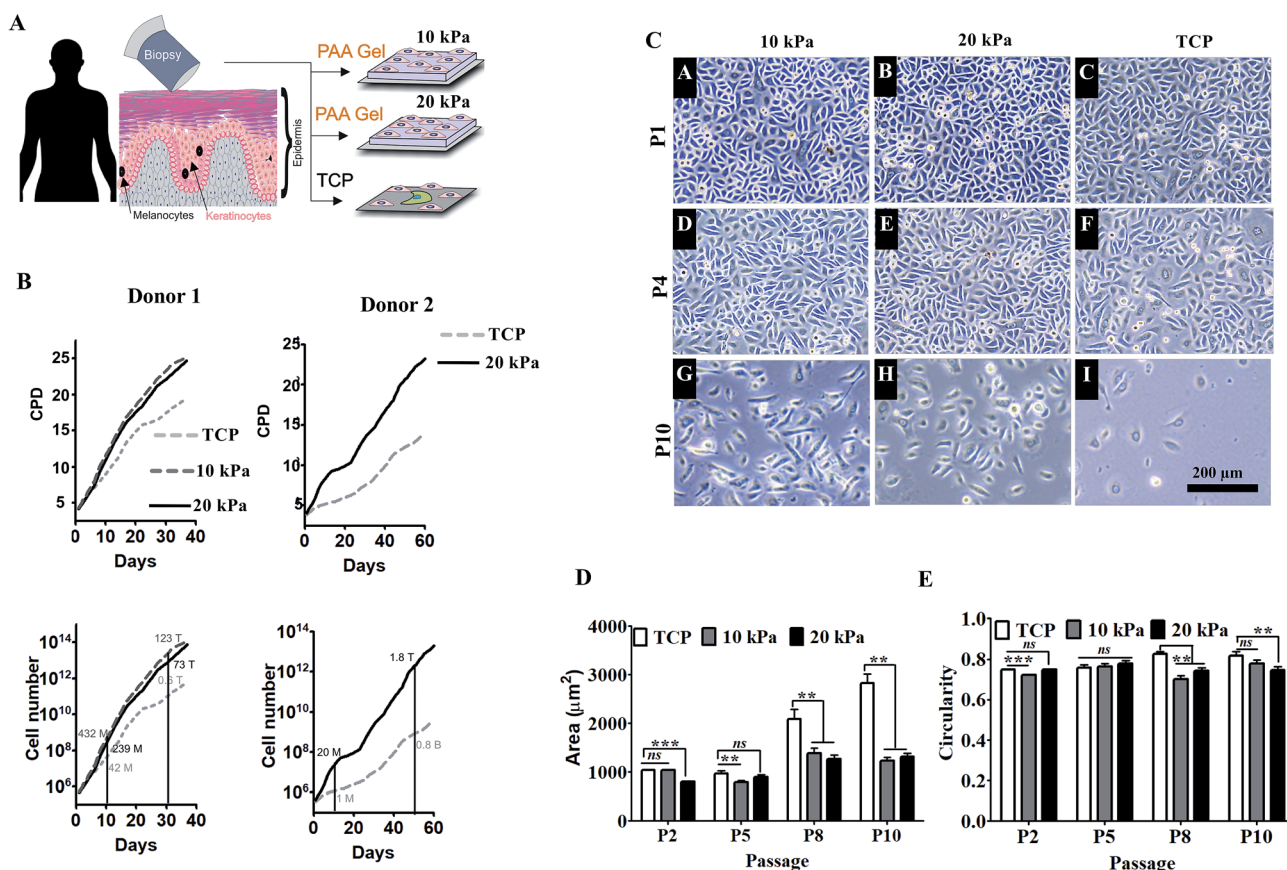 A
Biopsy
PAA Gel
10 kPa
PAA Gel
20 kPa
TCP
Epidermis
Melanocytes
Keratinocytes
B
Donor 1
Donor 2
TCP
20 kPa
CPD
25
20
15
10
5
TCP
10 kPa
20 kPa
0 10 20 30 40
Days
CPD
25
20
15
10
5
0 20 40 60
Days
Cell number
10^14
10^12
10^10
10^8
10^6
123 T
73 T
0.6 T
432 M
239 M
42 M
0 10 20 30 40
Days
Cell number
10^14
10^12
10^10
10^8
10^6
1.8 T
20 M
0.8 B
1 M
0 20 40 60
Days
C
10 kPa 20 kPa TCP
P1
A B C
P4
D E F
P10
G H I
200 µm
D
TCP 10 kPa 20 kPa
Area (µm²)
4000
3000
2000
1000
0
ns *** ** ns ** **
P2 P5 P8 P10
Passage
E
TCP 10 kPa 20 kPa
Circularity
1.0
0.8
0.6
0.4
0.2
0.0
*** ns ns ** ns **
P2 P5 P8 P10
Passage